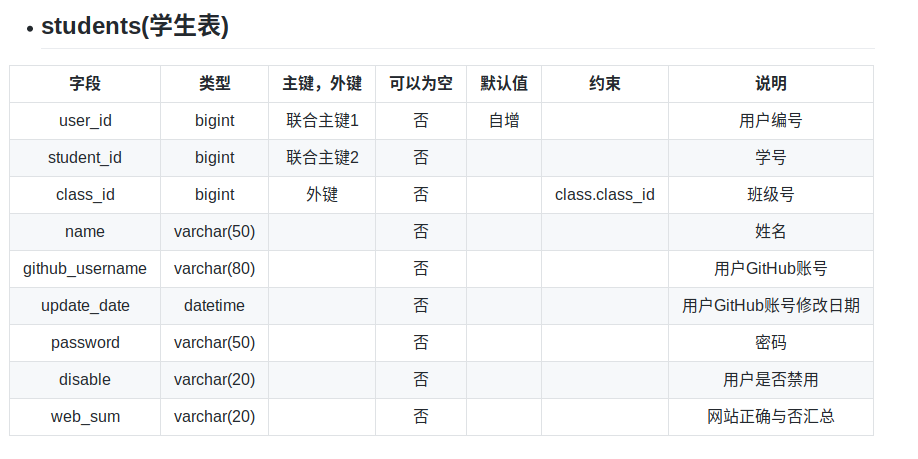 students(学生表)
字段 类型 主键，外键 可以为空 默认值 约束 说明
user_id bigint 联合主键1 否 自增 用户编号
student_id bigint 联合主键2 否 学号
class_id bigint 外键 否 class.class_id 班级号
name varchar(50) 否 姓名
github_username varchar(80) 否 用户GitHub账号
update_date datetime 否 用户GitHub账号修改日期
password varchar(50) 否 密码
disable varchar(20) 否 用户是否禁用
web_sum varchar(20) 否 网站正确与否汇总